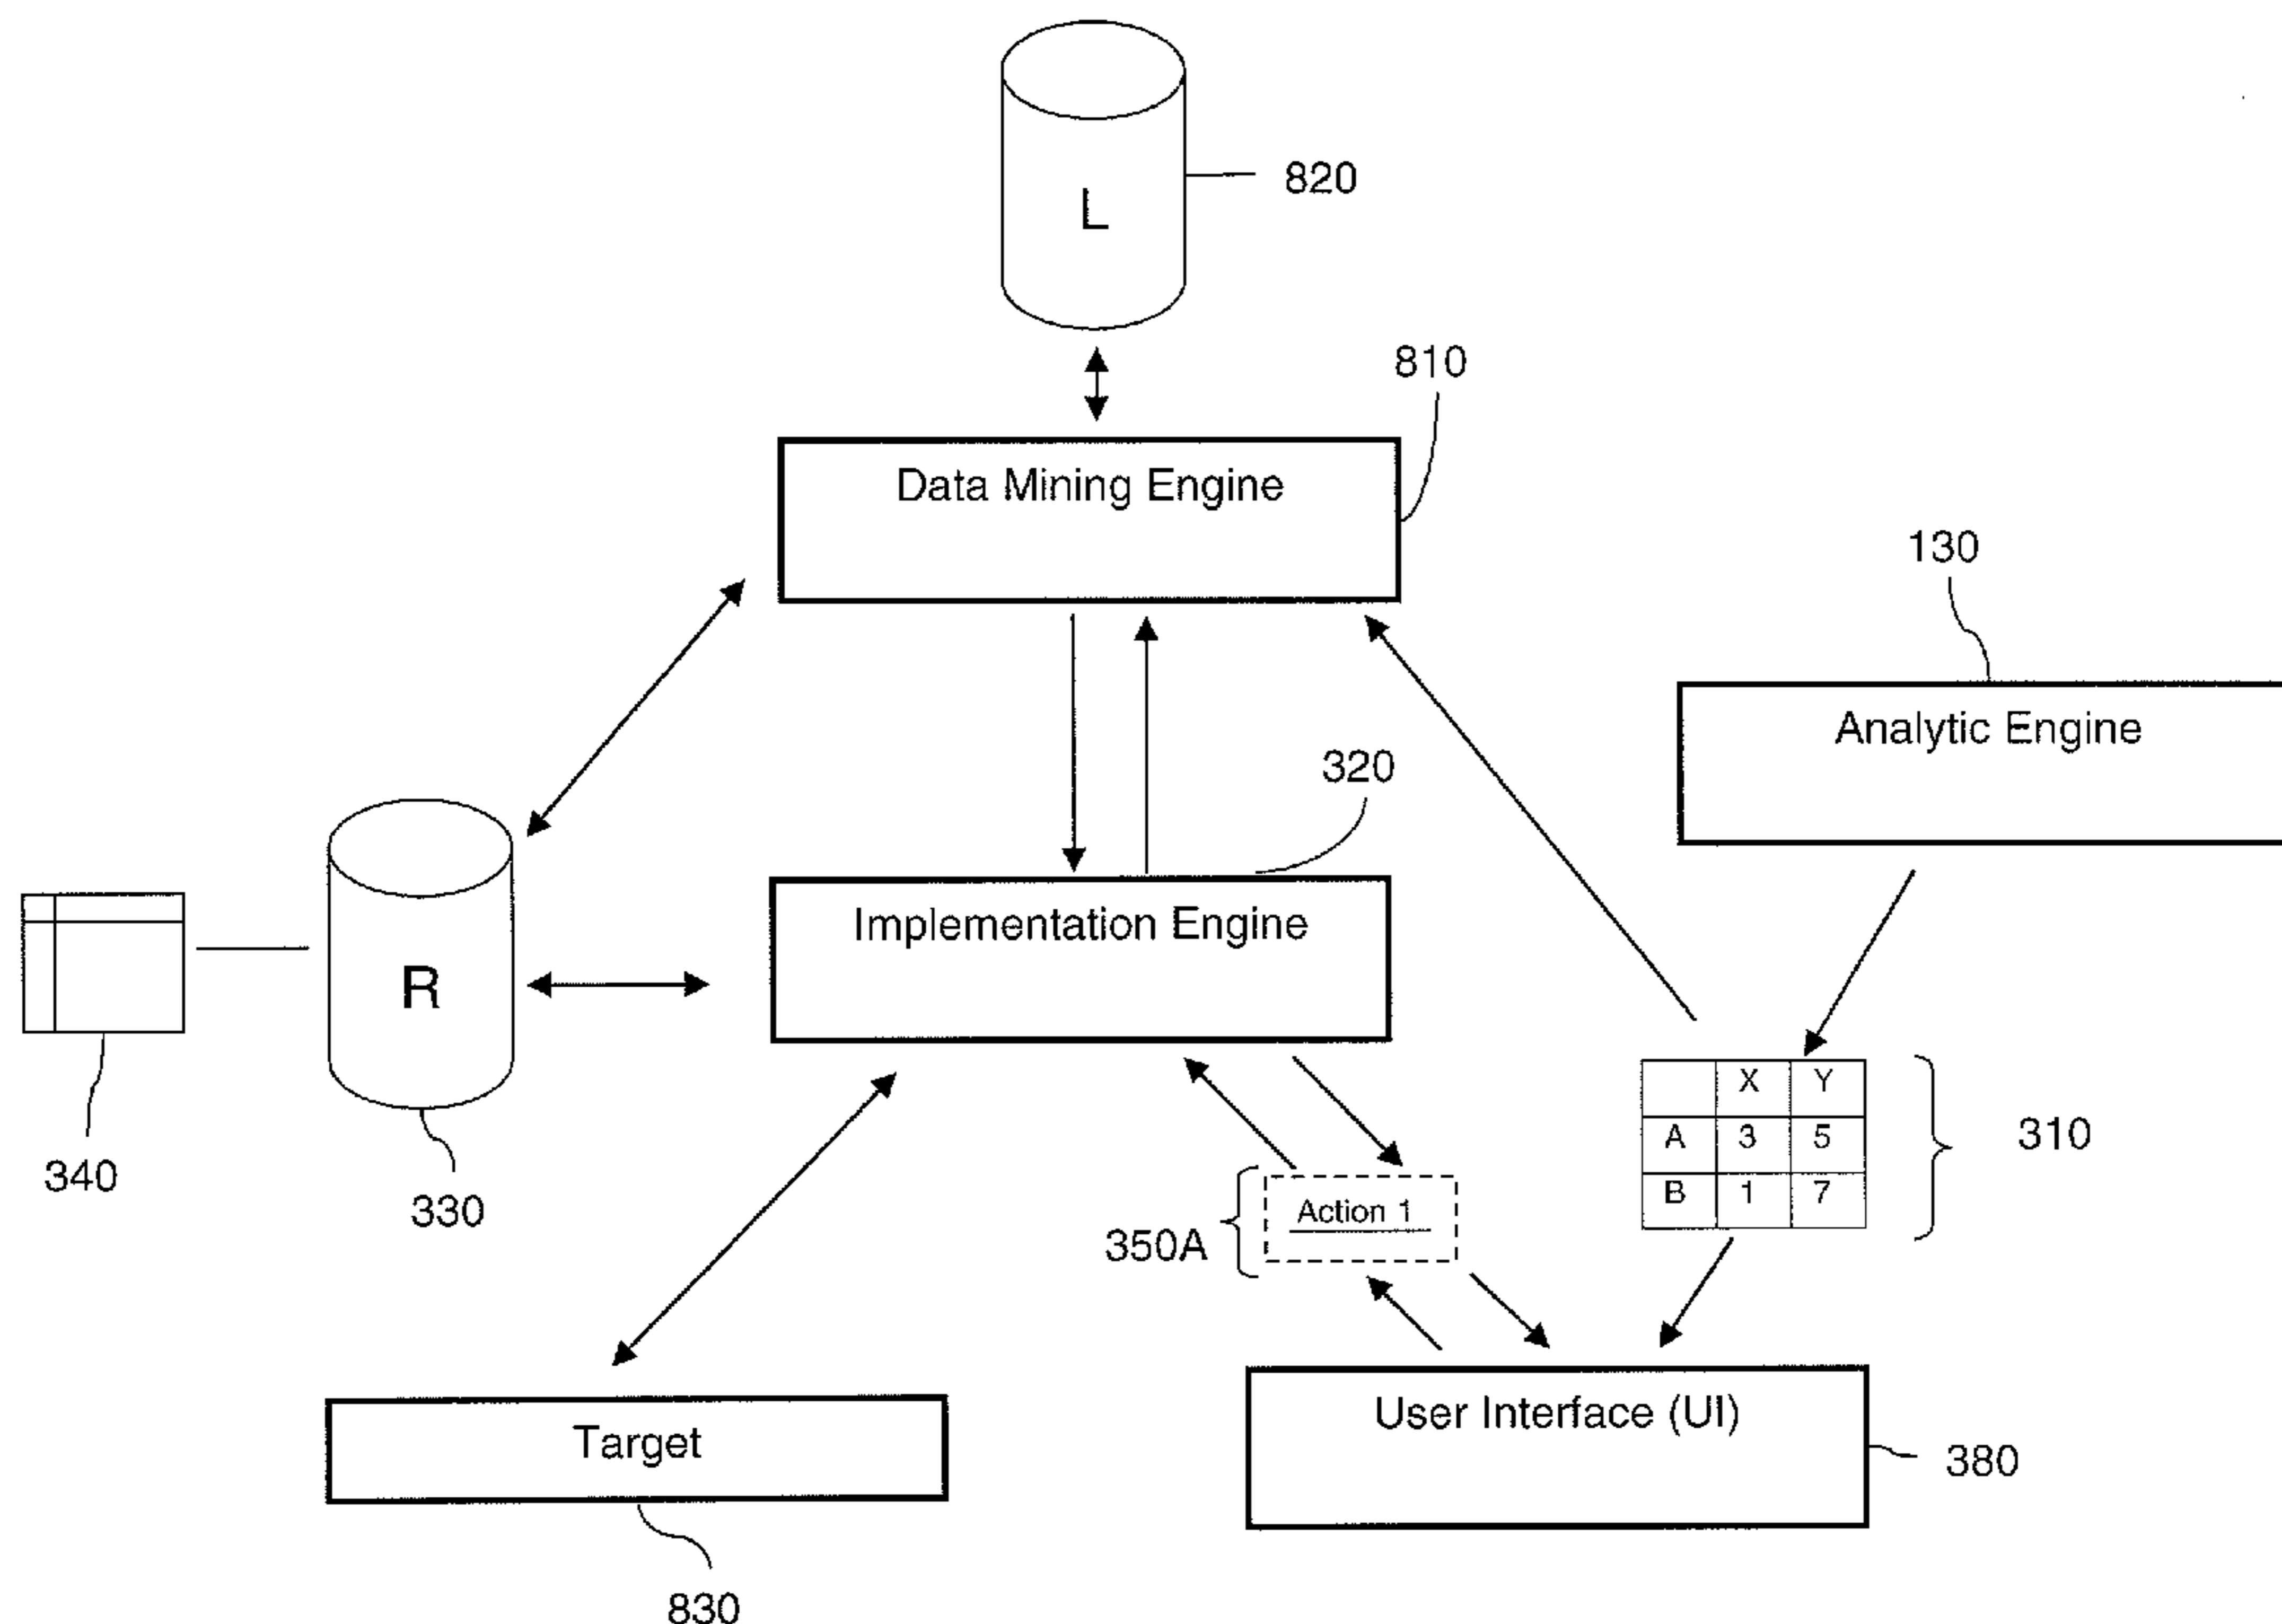 L
820
810
Data Mining Engine
130
Analytic Engine
320
Implementation Engine
R
340
330
X Y
A 3 5
B 1 7
310
Action 1
350A
User Interface (UI)
380
Target
830